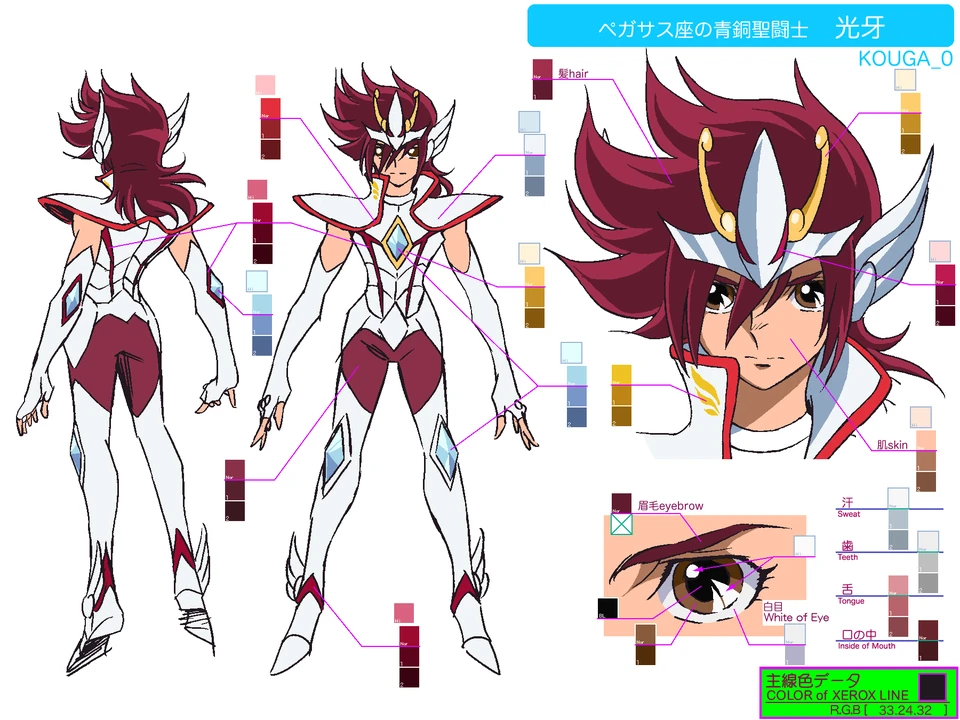 ペガサス座の青銅聖闘士　光牙
KOUGA_0
髪hair
肌skin
眉毛eyebrow
白目
White of Eye
汗
Sweat
歯
Teeth
舌
Tongue
口の中
Inside of Mouth
主線色データ
COLOR of XEROX LINE
R.G.B [ 33.24.32 ]